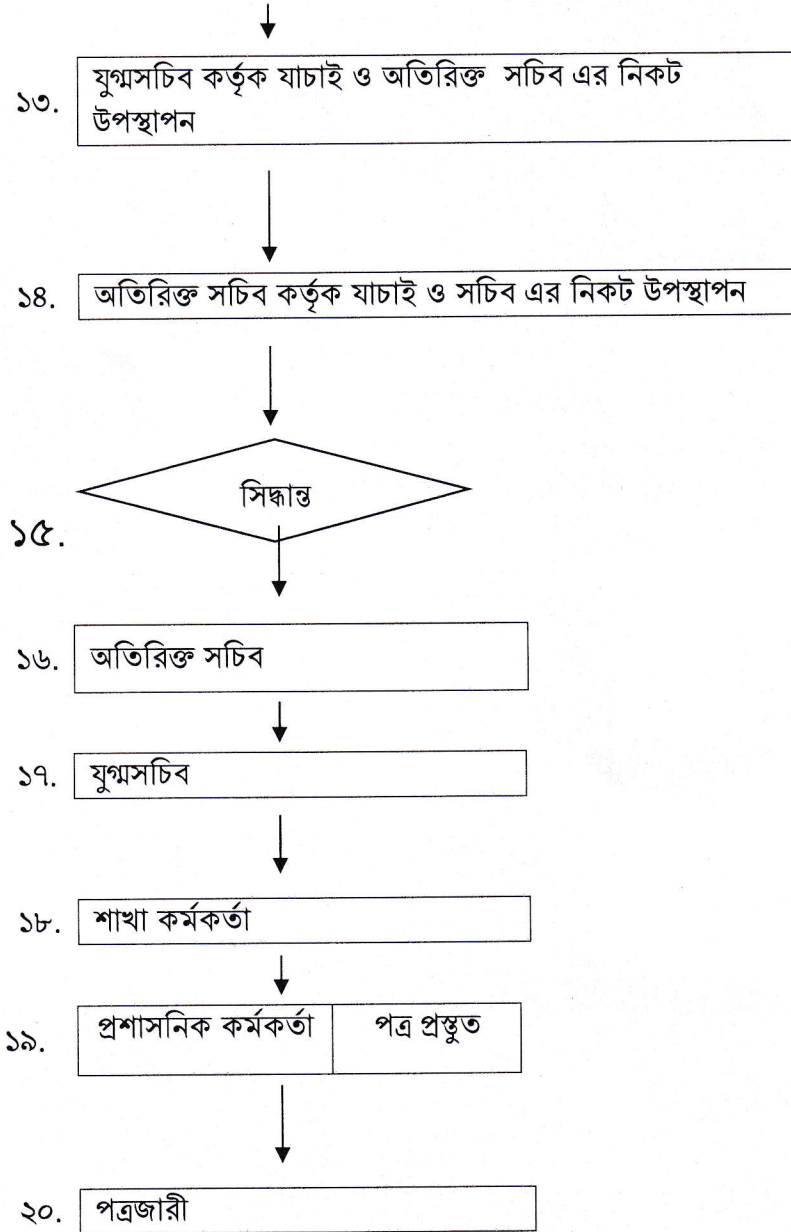 ১৩. যুগ্মসচিব কর্তৃক যাচাই ও অতিরিক্ত সচিব এর নিকট
উপস্থাপন
১৪. অতিরিক্ত সচিব কর্তৃক যাচাই ও সচিব এর নিকট উপস্থাপন
সিদ্ধান্ত
১৫.
১৬. অতিরিক্ত সচিব
১৭. যুগ্মসচিব
১৮. শাখা কর্মকর্তা
১৯. প্রশাসনিক কর্মকর্তা পত্র প্রস্তুত
২০. পত্রজারী